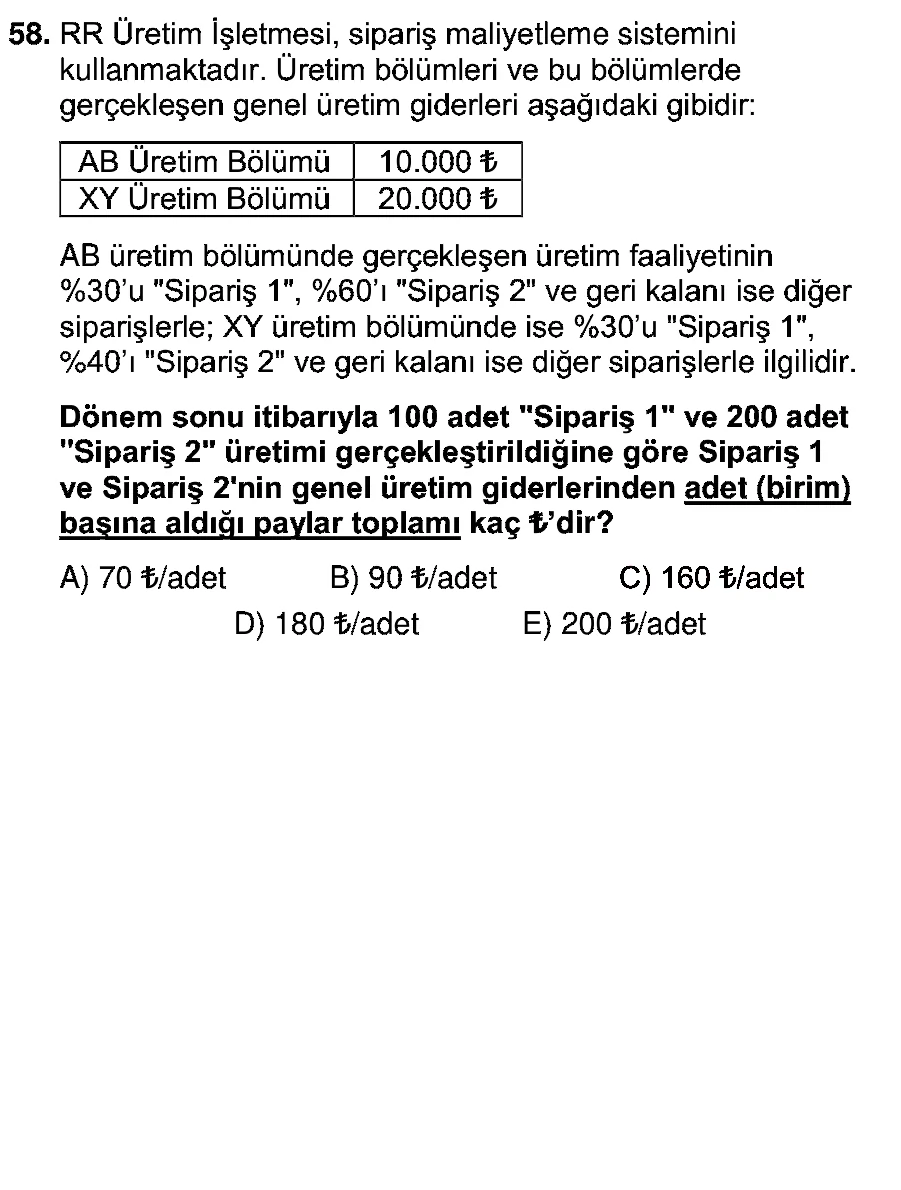 58. RR Üretim İşletmesi, sipariş maliyetleme sistemini
kullanmaktadır. Üretim bölümleri ve bu bölümlerde
gerçekleşen genel üretim giderleri aşağıdaki gibidir:
AB Üretim Bölümü 10.000 ₺
XY Üretim Bölümü 20.000 ₺
AB üretim bölümünde gerçekleşen üretim faaliyetinin
%30’u "Sipariş 1", %60’ı "Sipariş 2" ve geri kalanı ise diğer
siparişlerle; XY üretim bölümünde ise %30’u "Sipariş 1",
%40’ı "Sipariş 2" ve geri kalanı ise diğer siparişlerle ilgilidir.
Dönem sonu itibarıyla 100 adet "Sipariş 1" ve 200 adet
"Sipariş 2" üretimi gerçekleştirildiğine göre Sipariş 1
ve Sipariş 2'nin genel üretim giderlerinden adet (birim)
başına aldığı paylar toplamı kaç ₺’dir?
A) 70 ₺/adet B) 90 ₺/adet C) 160 ₺/adet
D) 180 ₺/adet E) 200 ₺/adet